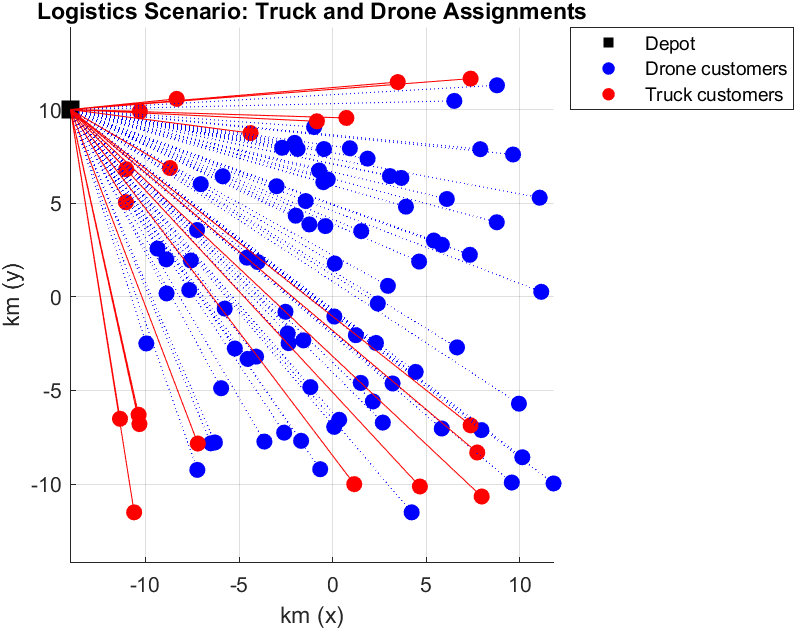 Logistics Scenario: Truck and Drone Assignments
Depot
Drone customers
Truck customers
10
5
0
-5
-10
km (y)
-10
-5
0
5
10
km (x)